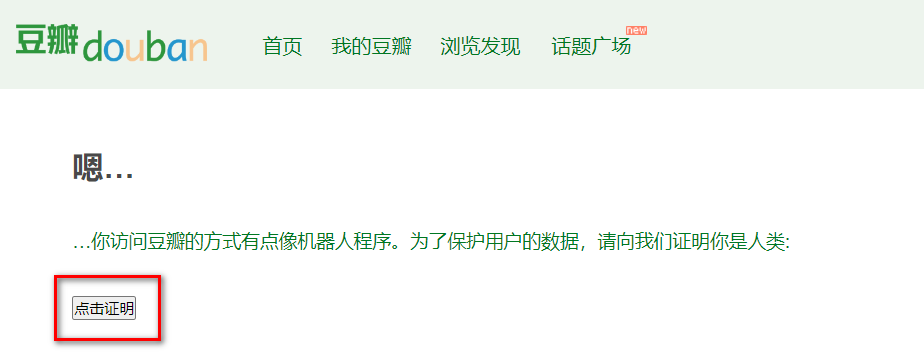 豆瓣douban 首页 我的豆瓣 浏览发现 话题广场 new
嗯...
...你访问豆瓣的方式有点像机器人程序。为了保护用户的数据，请向我们证明你是人类:
点击证明